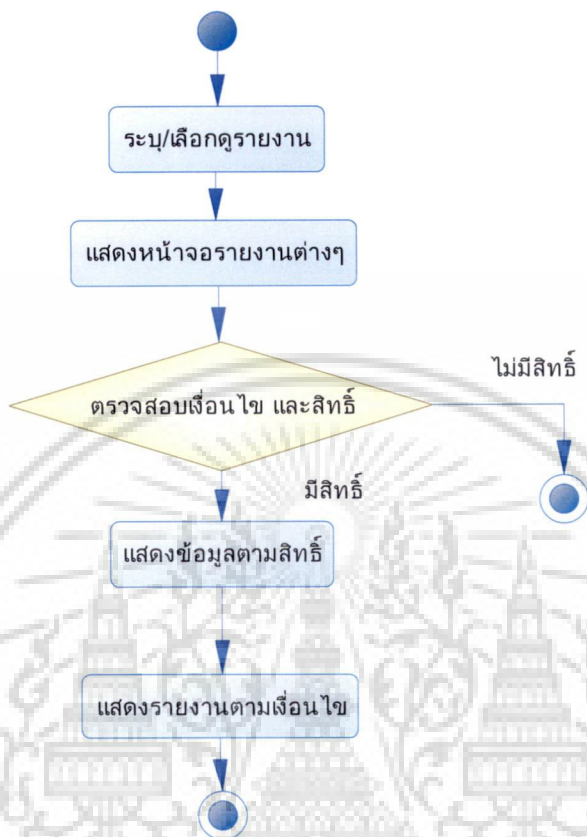 ระบุ/เลือกดูรายงาน
แสดงหน้าจอรายงานต่างๆ
ตรวจสอบเงื่อนไข และสิทธิ์
ไม่มีสิทธิ์
มีสิทธิ์
แสดงข้อมูลตามสิทธิ์
แสดงรายงานตามเงื่อนไข